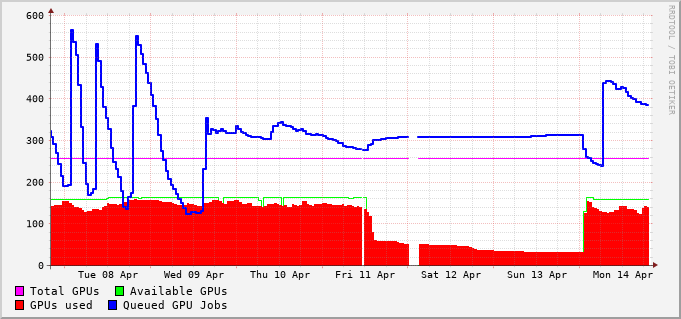 600
500
400
300
200
100
0
RRDTOOL / TOBI OETIKER
Tue 08 Apr Wed 09 Apr Thu 10 Apr Fri 11 Apr Sat 12 Apr Sun 13 Apr Mon 14 Apr
Total GPUs Available GPUs
GPUs used Queued GPU Jobs